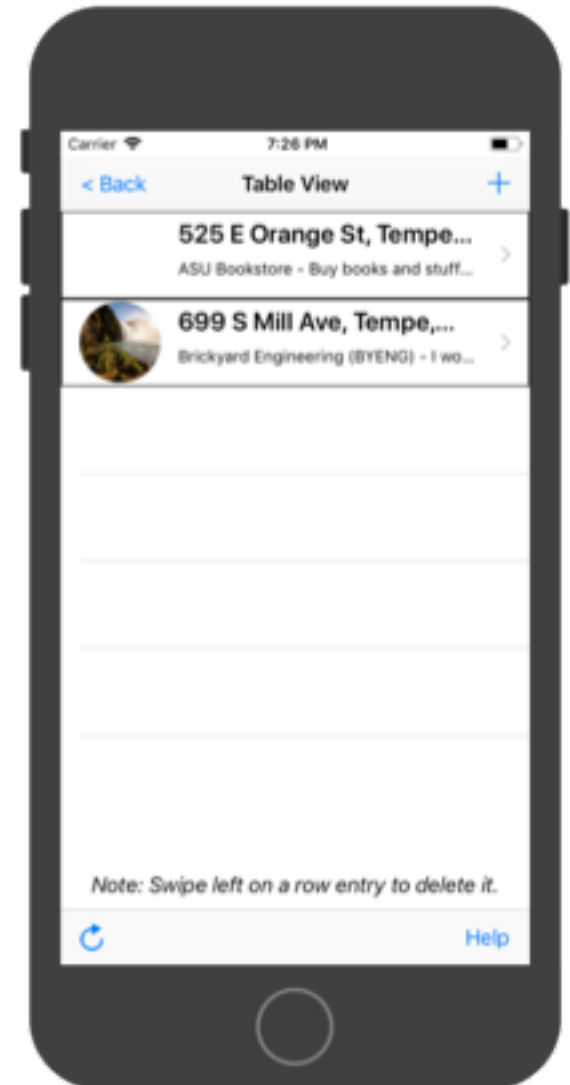 Carrier 7:26 PM
< Back Table View +
525 E Orange St, Tempe...
ASU Bookstore - Buy books and stuff...
699 S Mill Ave, Tempe,...
Brickyard Engineering (BYENG) - I wo...
Note: Swipe left on a row entry to delete it.
Help